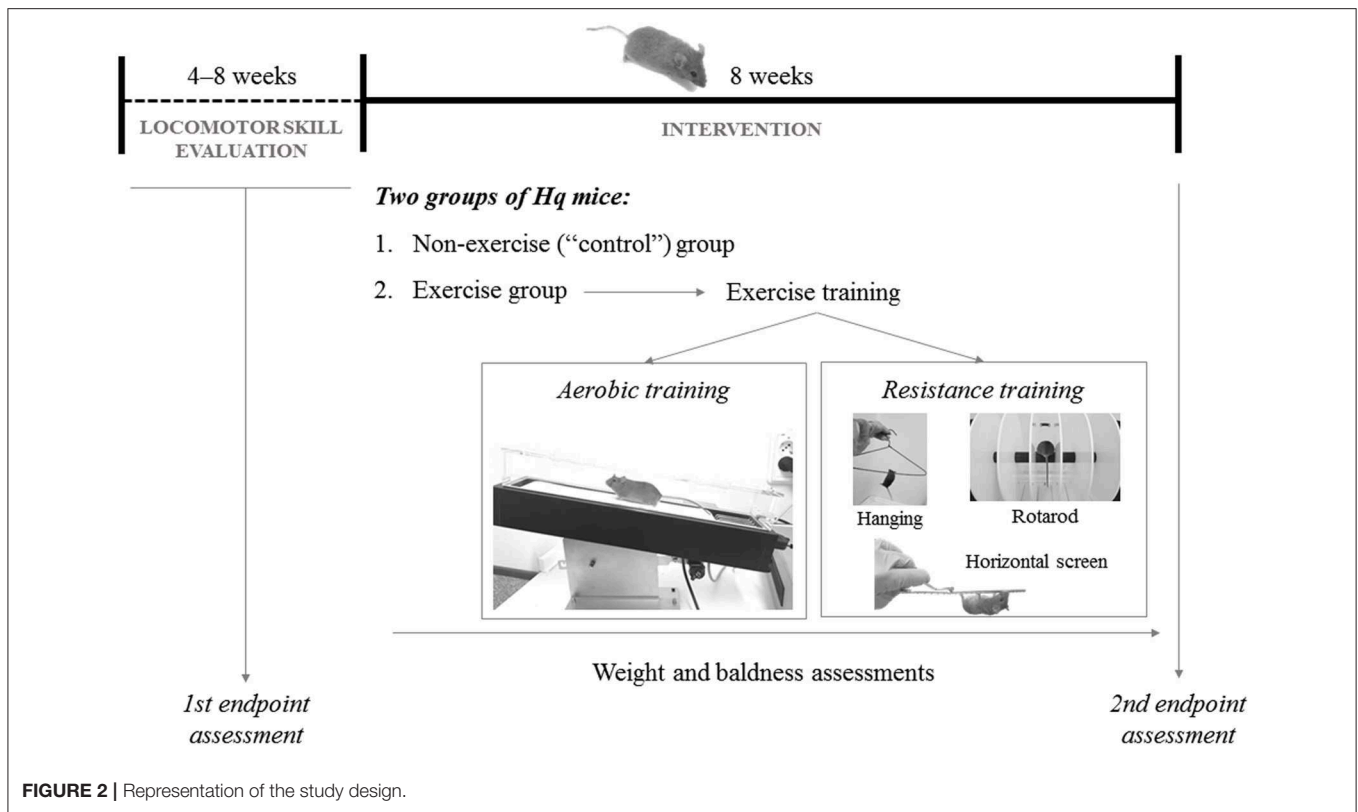 4–8 weeks
8 weeks
LOCOMOTOR SKILL
EVALUATION
INTERVENTION
Two groups of Hq mice:
1. Non-exercise (“control”) group
2. Exercise group
Exercise training
Aerobic training
Resistance training
Hanging
Rotarod
Horizontal screen
Weight and baldness assessments
1st endpoint
assessment
2nd endpoint
assessment
FIGURE 2 | Representation of the study design.